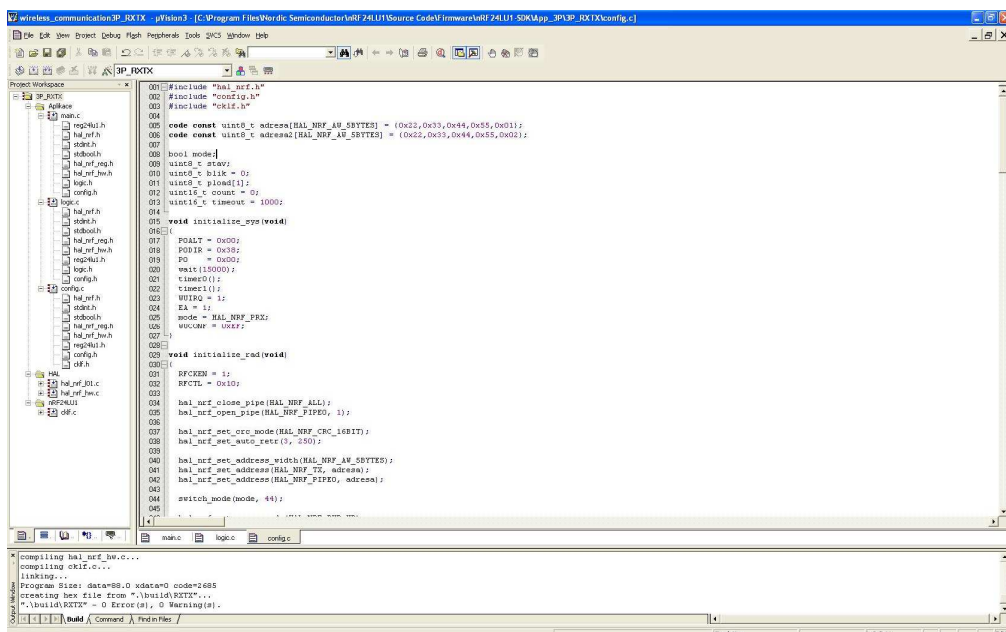 wireless_communication3P_RXTX - µVision3 - [C:\Program Files\Nordic Semiconductor\nRF24LU1\Source Code\Firmware\nRF24LU1-SDK\App_3P\3P_RXTX\config.c]
File Edit View Project Debug Flash Peripherals Tools SVCS Window Help
3P_RXTX
Project Workspace
3P_RXTX
Aplikace
main.c
reg24lu1.h
hal_nrf.h
stdint.h
stdbool.h
hal_nrf_reg.h
hal_nrf_hw.h
logic.h
config.h
logic.c
hal_nrf.h
stdint.h
stdbool.h
hal_nrf_reg.h
hal_nrf_hw.h
reg24lu1.h
logic.h
config.h
config.c
hal_nrf.h
stdint.h
stdbool.h
hal_nrf_reg.h
hal_nrf_hw.h
reg24lu1.h
config.h
cklf.h
HAL
hal_nrf_l01.c
hal_nrf_hw.c
nRF24LU1
cklf.c
001 #include "hal_nrf.h"
002 #include "config.h"
003 #include "cklf.h"
004
005 code const uint8_t adresa[HAL_NRF_AW_5BYTES] = {0x22,0x33,0x44,0x55,0x01};
006 code const uint8_t adresa2[HAL_NRF_AW_5BYTES] = {0x22,0x33,0x44,0x55,0x02};
007
008 bool mode;
009 uint8_t stav;
010 uint8_t blik = 0;
011 uint8_t pload[1];
012 uint16_t count = 0;
013 uint16_t timeout = 1000;
014
015 void initialize_sys(void)
016 {
017 P0ALT = 0x00;
018 P0DIR = 0x38;
019 P0 = 0x00;
020 wait(15000);
021 timer0();
022 timer1();
023 WUIRQ = 1;
024 EA = 1;
025 mode = HAL_NRF_PRX;
026 WUCONF = 0xEF;
027 }
028
029 void initialize_rad(void)
030 {
031 RFCKEN = 1;
032 RFCTL = 0x10;
033
034 hal_nrf_close_pipe(HAL_NRF_ALL);
035 hal_nrf_open_pipe(HAL_NRF_PIPE0, 1);
036
037 hal_nrf_set_crc_mode(HAL_NRF_CRC_16BIT);
038 hal_nrf_set_auto_retr(3, 250);
039
040 hal_nrf_set_address_width(HAL_NRF_AW_5BYTES);
041 hal_nrf_set_address(HAL_NRF_TX, adresa);
042 hal_nrf_set_address(HAL_NRF_PIPE0, adresa);
043
044 switch_mode(mode, 44);
045
main.c logic.c config.c
Output Window
compiling hal_nrf_hw.c...
compiling cklf.c...
linking...
Program Size: data=88.0 xdata=0 code=2685
creating hex file from ".\build\RXTX"...
".\build\RXTX" - 0 Error(s), 0 Warning(s).
Build Command Find in Files